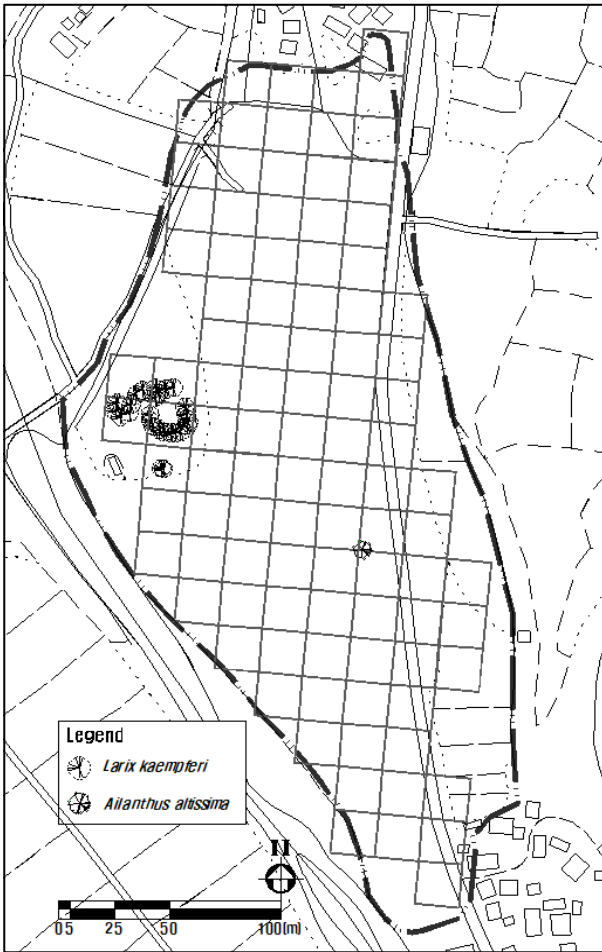 Legend
Larix kaempferi
Ailanthus altissima
N
0 5 25 50 100(m)